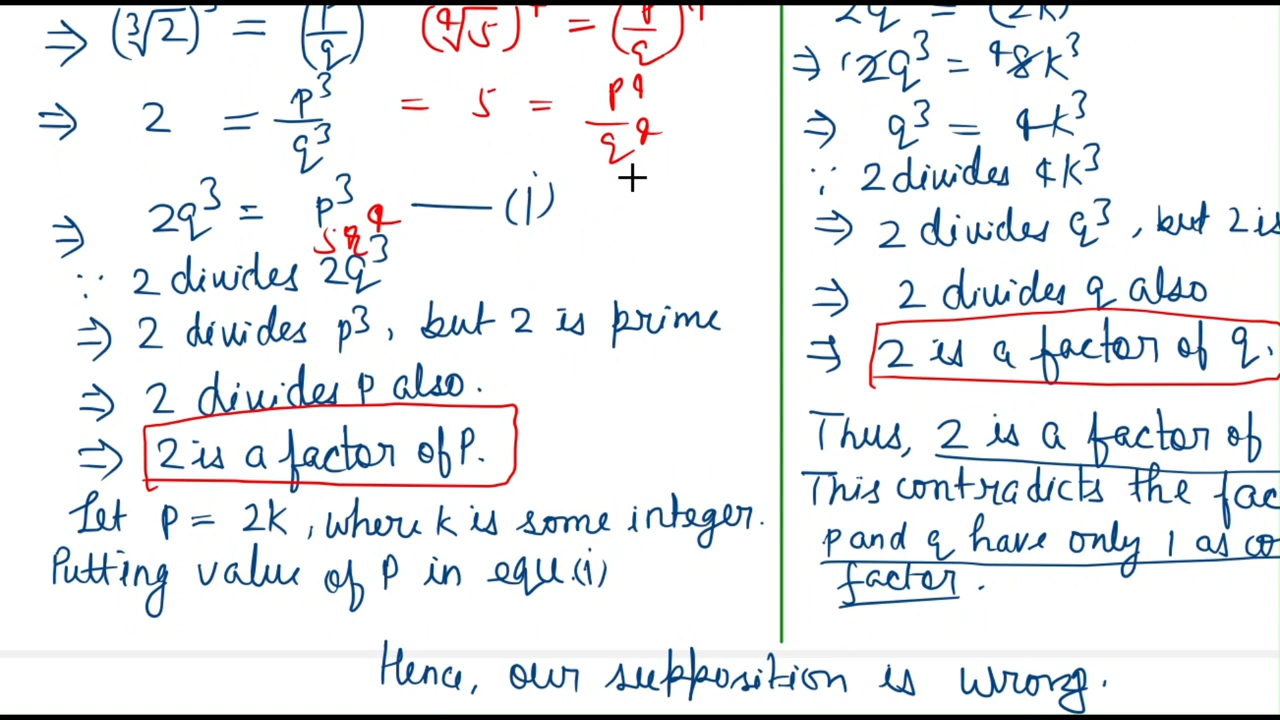 ⇒ (∛2)³ = (p/q) (∜5)⁴ = (p/q)⁴
⇒ 2 = p³/q³ = 5 = p⁴/q⁴
⇒ 2q³ = p³ —— (i)
5q⁴
∵ 2 divides 2q³
⇒ 2 divides p³, but 2 is prime
⇒ 2 divides p also.
⇒ 2 is a factor of P.
Let p = 2k, where k is some integer.
Putting value of P in equ.(i)
2q³ = (2k)
⇒ 2q³ = 48k³
⇒ q³ = 4k³
∵ 2 divides 4k³
⇒ 2 divides q³, but 2 is
⇒ 2 divides q also
⇒ 2 is a factor of q.
Thus, 2 is a factor of
This contradicts the fac
p and q have only 1 as co
factor.
Hence, our supposition is wrong.